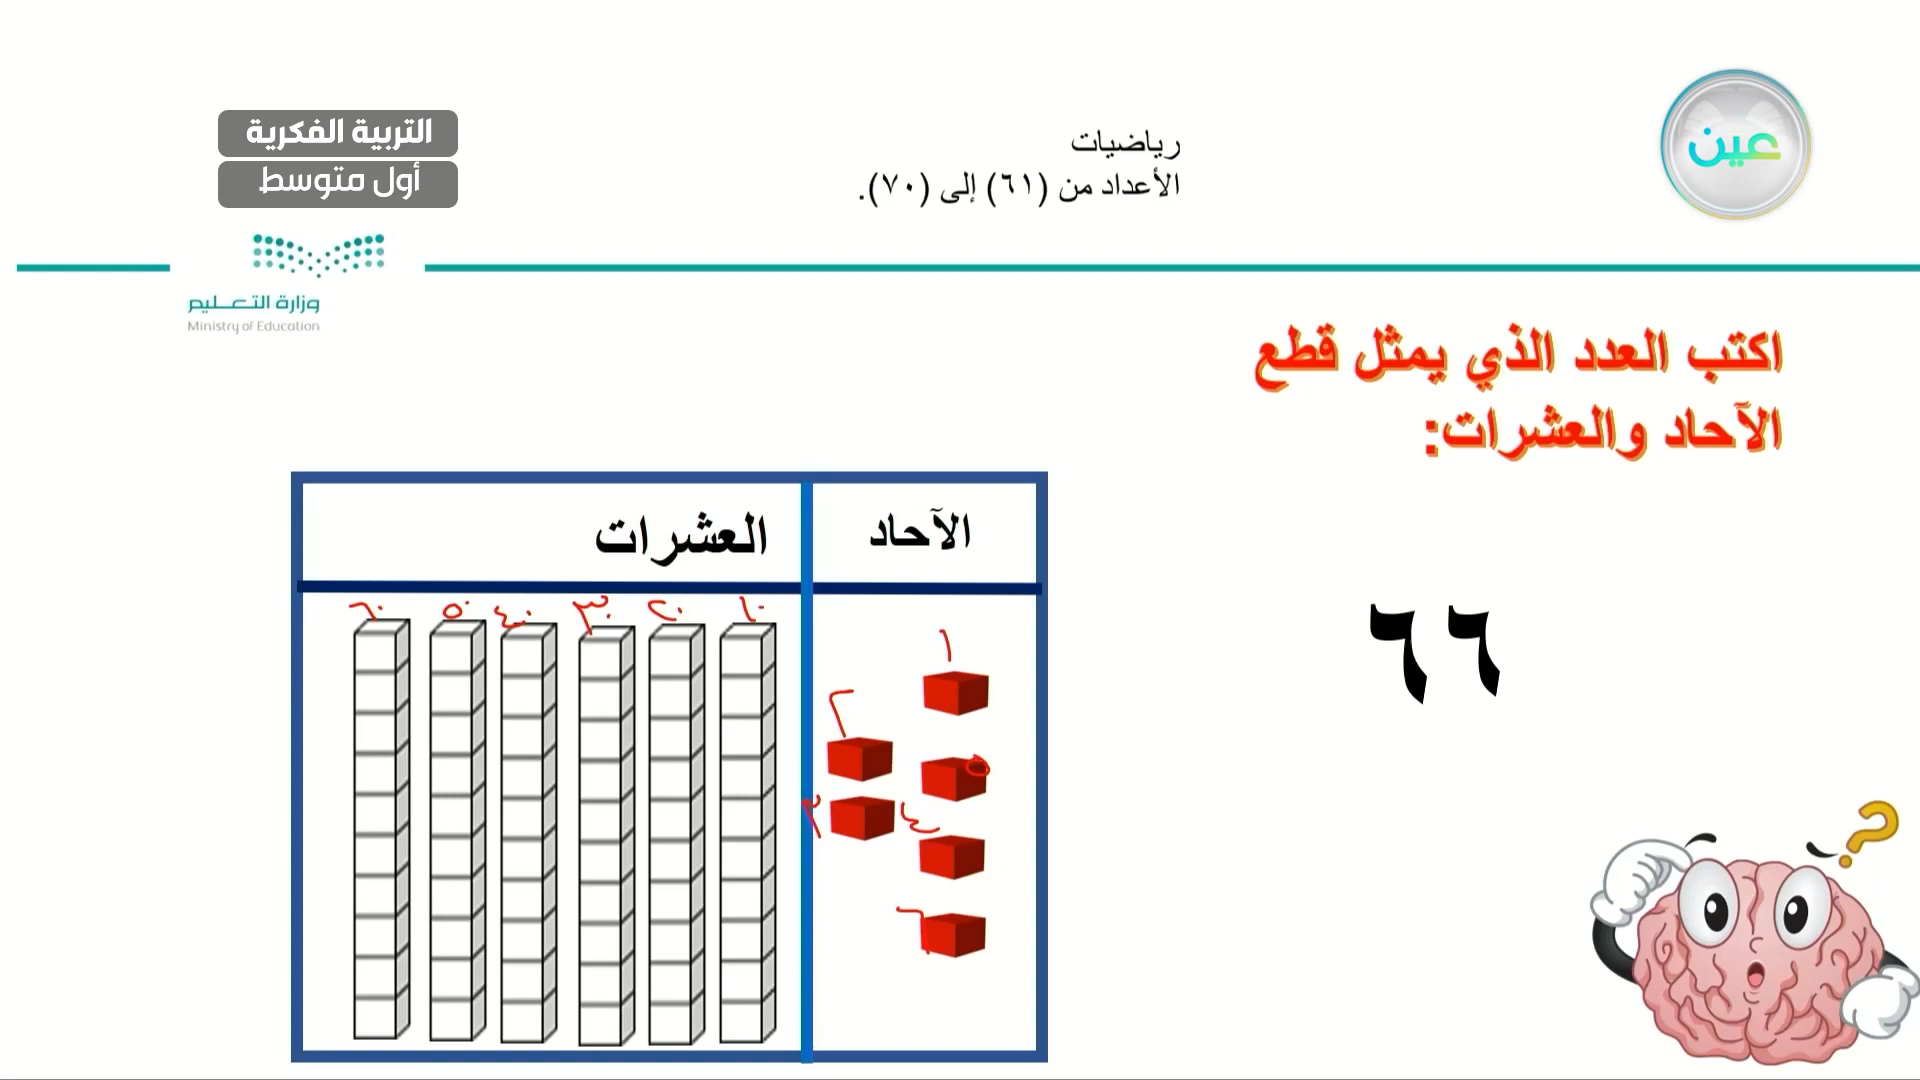 التربية الفكرية
أول متوسط
رياضيات
الأعداد من (٦١) إلى (٧٠).
عين
وزارة التعليم
Ministry of Education
اكتب العدد الذي يمثل قطع
الآحاد والعشرات:
الآحاد
العشرات
١٠ ٢٠ ٣٠ ٤٠ ٥٠ ٦٠
١
٢
٥
٣
٤
٦
٦٦
?